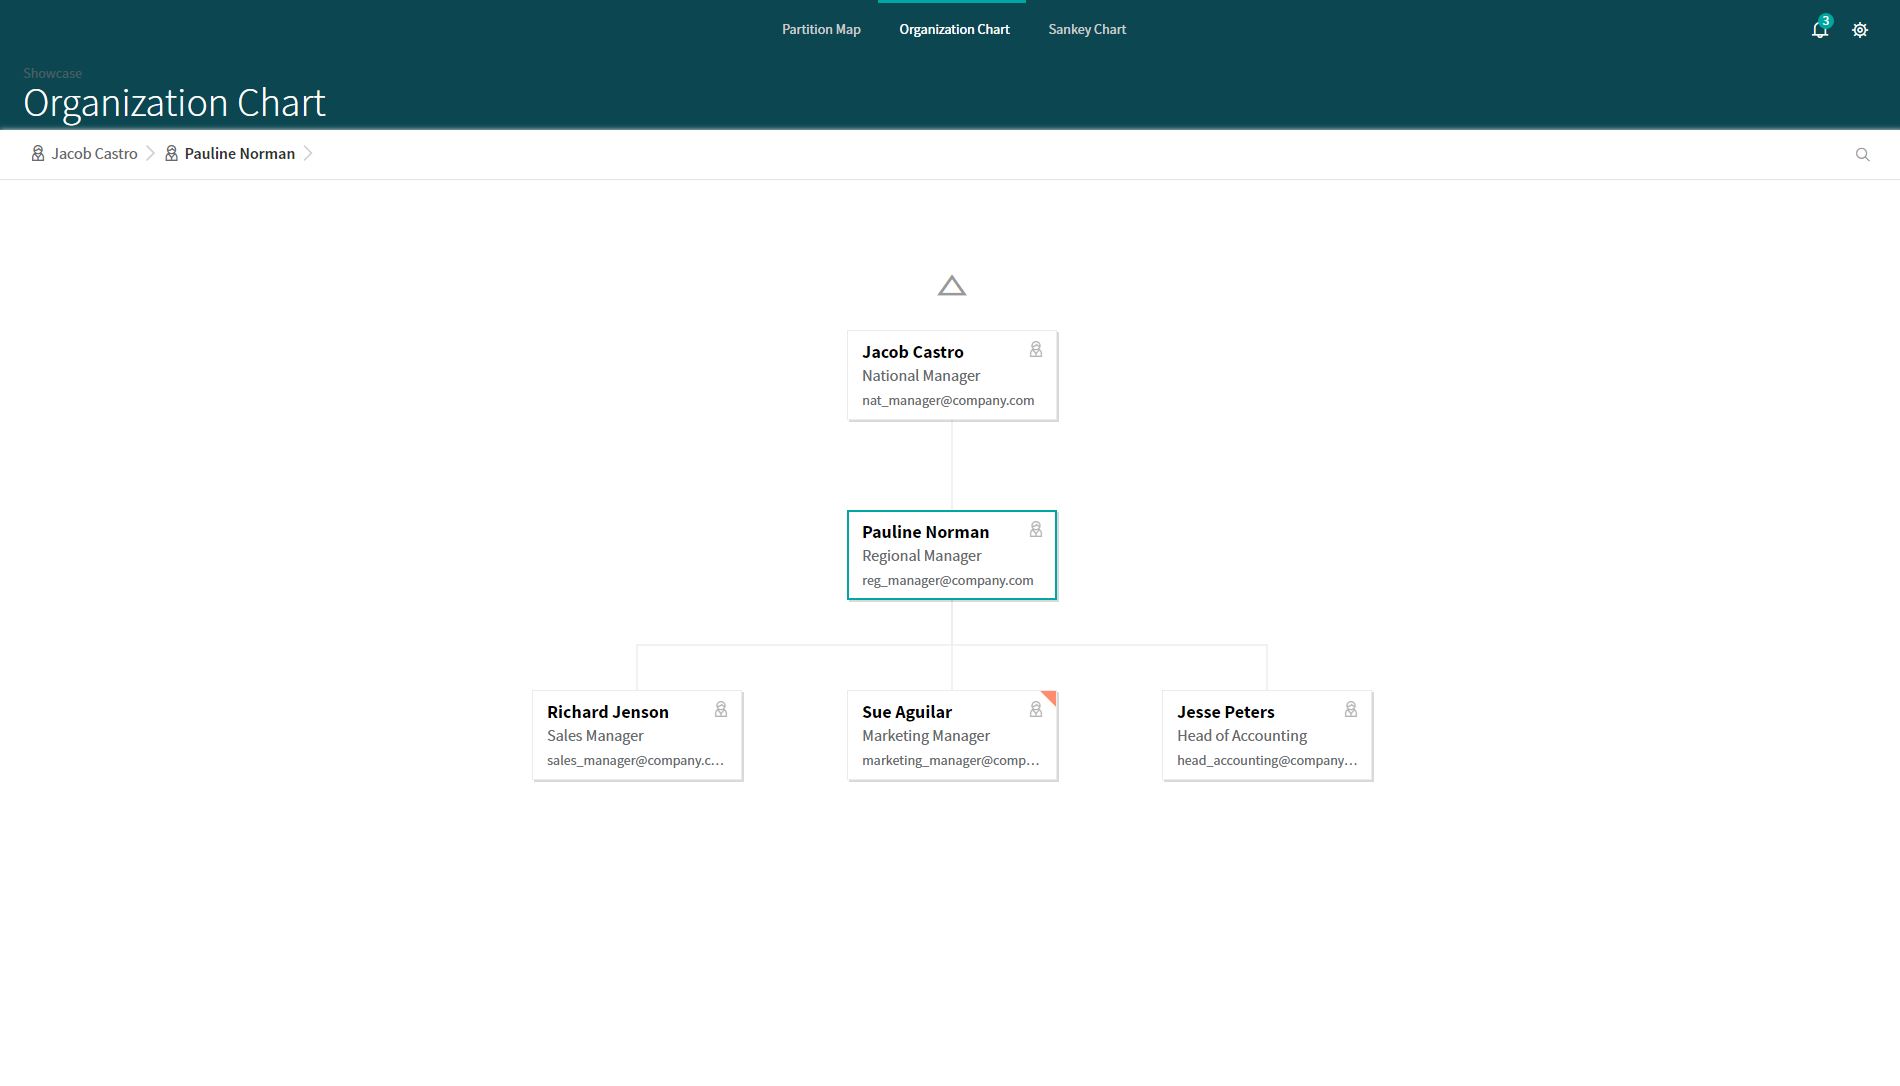 Partition Map
Organization Chart
Sankey Chart
3
Showcase
Organization Chart
Jacob Castro
Pauline Norman
Jacob Castro
National Manager
nat_manager@company.com
Pauline Norman
Regional Manager
reg_manager@company.com
Richard Jenson
Sales Manager
sales_manager@company.c...
Sue Aguilar
Marketing Manager
marketing_manager@comp...
Jesse Peters
Head of Accounting
head_accounting@company...